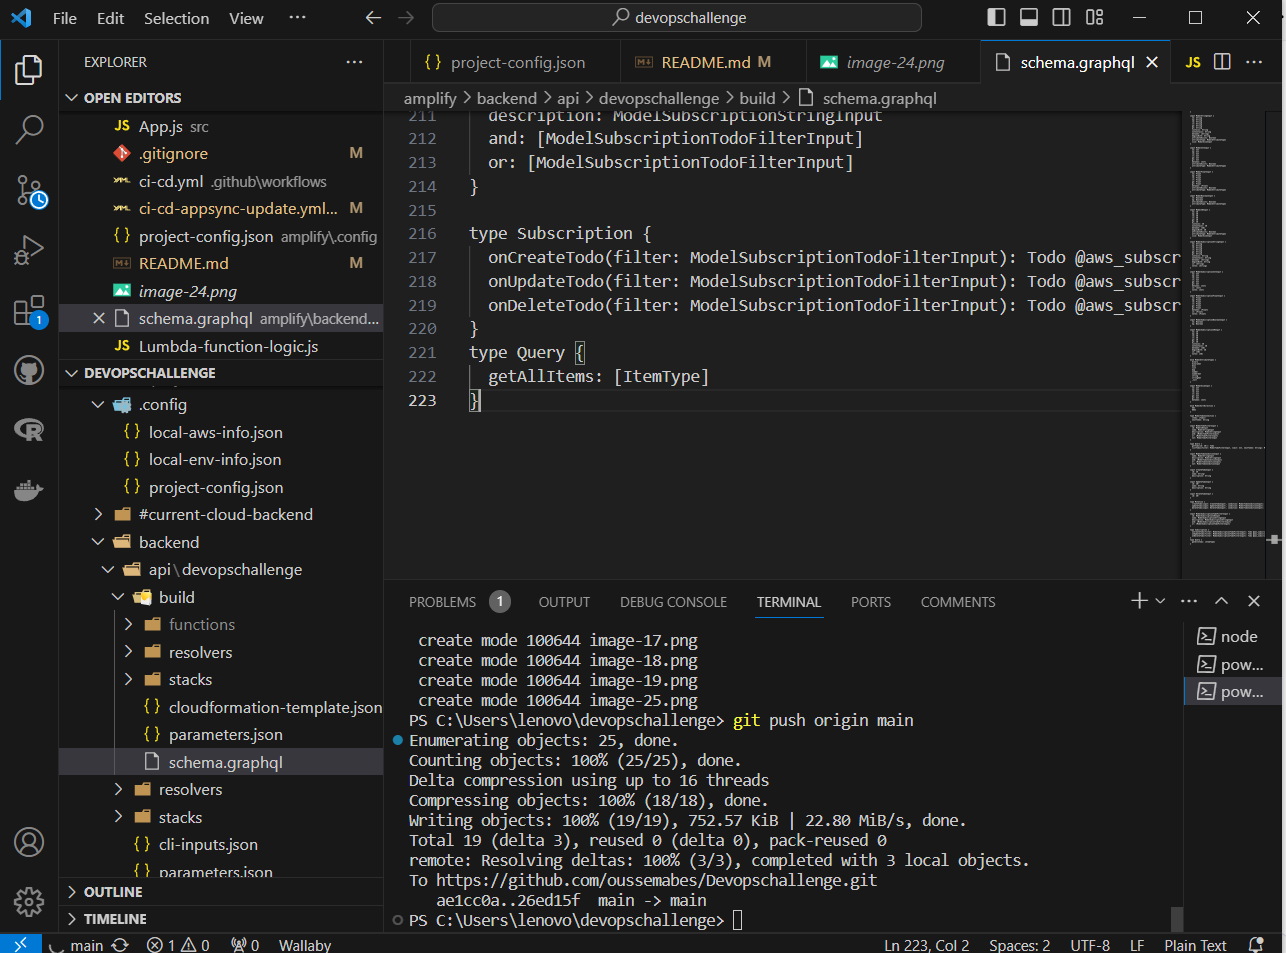 File Edit Selection View ··· devopschallenge
EXPLORER ···
OPEN EDITORS
JS App.js src
.gitignore M
ci-cd.yml .github\workflows
ci-cd-appsync-update.yml... M
{} project-config.json amplify\.config
README.md M
image-24.png
schema.graphql amplify\backend...
JS Lumbda-function-logic.js
DEVOPSCHALLENGE
.config
{} local-aws-info.json
{} local-env-info.json
{} project-config.json
#current-cloud-backend
backend
api\devopschallenge
build
functions
resolvers
stacks
{} cloudformation-template.json
{} parameters.json
schema.graphql
resolvers
stacks
{} cli-inputs.json
{} parameters.json
OUTLINE
TIMELINE
1
{} project-config.json README.md M image-24.png schema.graphql JS ···
amplify > backend > api > devopschallenge > build > schema.graphql
211 description: ModelSubscriptionStringInput
212 and: [ModelSubscriptionTodoFilterInput]
213 or: [ModelSubscriptionTodoFilterInput]
214 }
215
216 type Subscription {
217 onCreateTodo(filter: ModelSubscriptionTodoFilterInput): Todo @aws_subscr
218 onUpdateTodo(filter: ModelSubscriptionTodoFilterInput): Todo @aws_subscr
219 onDeleteTodo(filter: ModelSubscriptionTodoFilterInput): Todo @aws_subscr
220 }
221 type Query {
222 getAllItems: [ItemType]
223 }
PROBLEMS 1 OUTPUT DEBUG CONSOLE TERMINAL PORTS COMMENTS ···
create mode 100644 image-17.png
create mode 100644 image-18.png
create mode 100644 image-19.png
create mode 100644 image-25.png
PS C:\Users\lenovo\devopschallenge> git push origin main
Enumerating objects: 25, done.
Counting objects: 100% (25/25), done.
Delta compression using up to 16 threads
Compressing objects: 100% (18/18), done.
Writing objects: 100% (19/19), 752.57 KiB | 22.80 MiB/s, done.
Total 19 (delta 3), reused 0 (delta 0), pack-reused 0
remote: Resolving deltas: 100% (3/3), completed with 3 local objects.
To https://github.com/oussemabes/Devopschallenge.git
ae1cc0a..26ed15f main -> main
PS C:\Users\lenovo\devopschallenge>
node
pow...
pow...
main 1 0 0 Wallaby Ln 223, Col 2 Spaces: 2 UTF-8 LF Plain Text